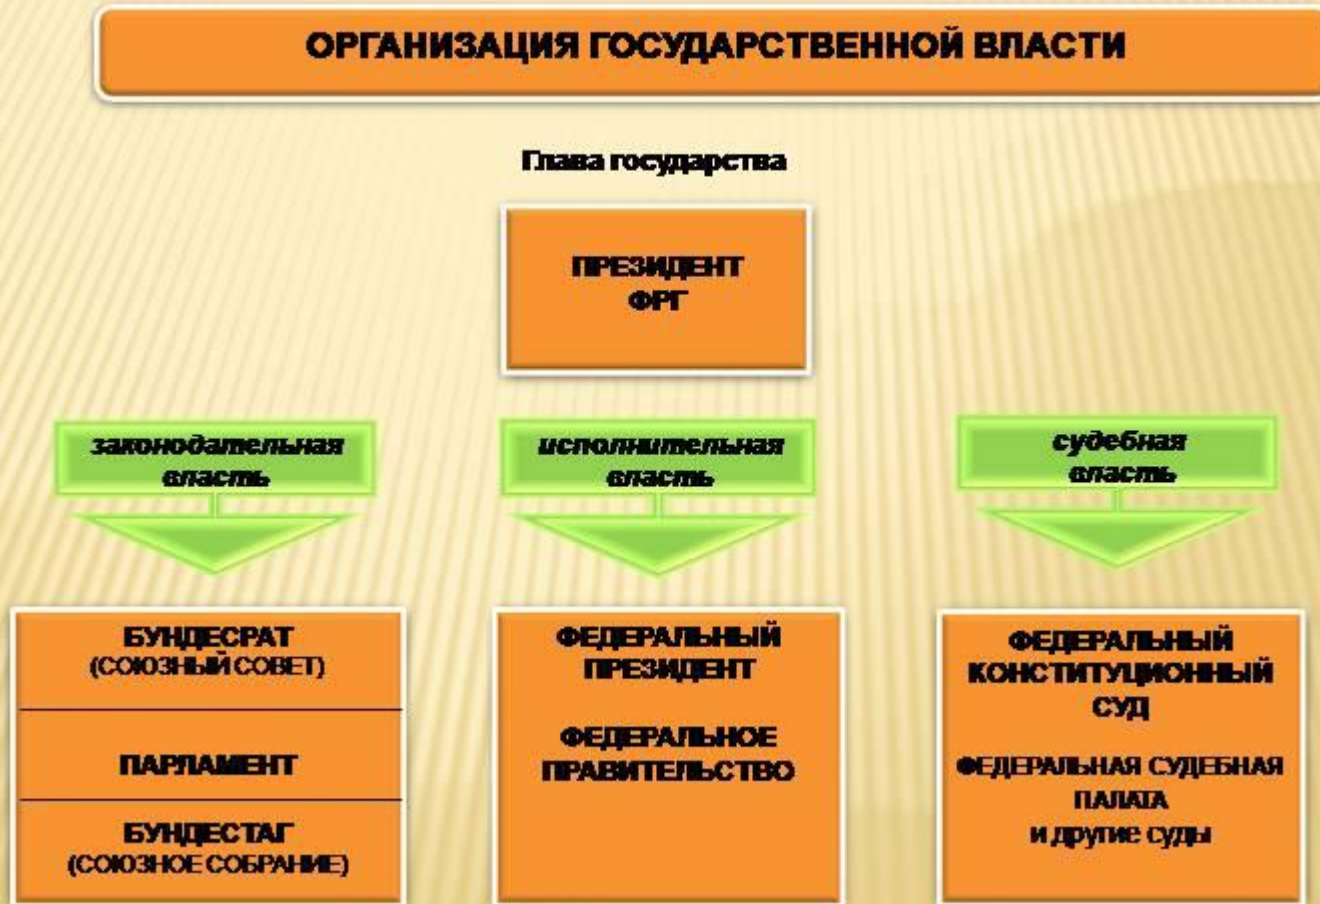 ОРГАНИЗАЦИЯ ГОСУДАРСТВЕННОЙ ВЛАСТИ
Глава государства
ПРЕЗИДЕНТ
ФРГ
законодательная
власть
исполнительная
власть
судебная
власть
БУНДЕСРАТ
(СОЮЗНЫЙ СОВЕТ)
ПАРЛАМЕНТ
БУНДЕСТАГ
(СОЮЗНОЕ СОБРАНИЕ)
ФЕДЕРАЛЬНЫЙ
ПРЕЗИДЕНТ
ФЕДЕРАЛЬНОЕ
ПРАВИТЕЛЬСТВО
ФЕДЕРАЛЬНЫЙ
КОНСТИТУЦИОННЫЙ
СУД
ФЕДЕРАЛЬНАЯ СУДЕБНАЯ
ПАЛАТА
и другие суды